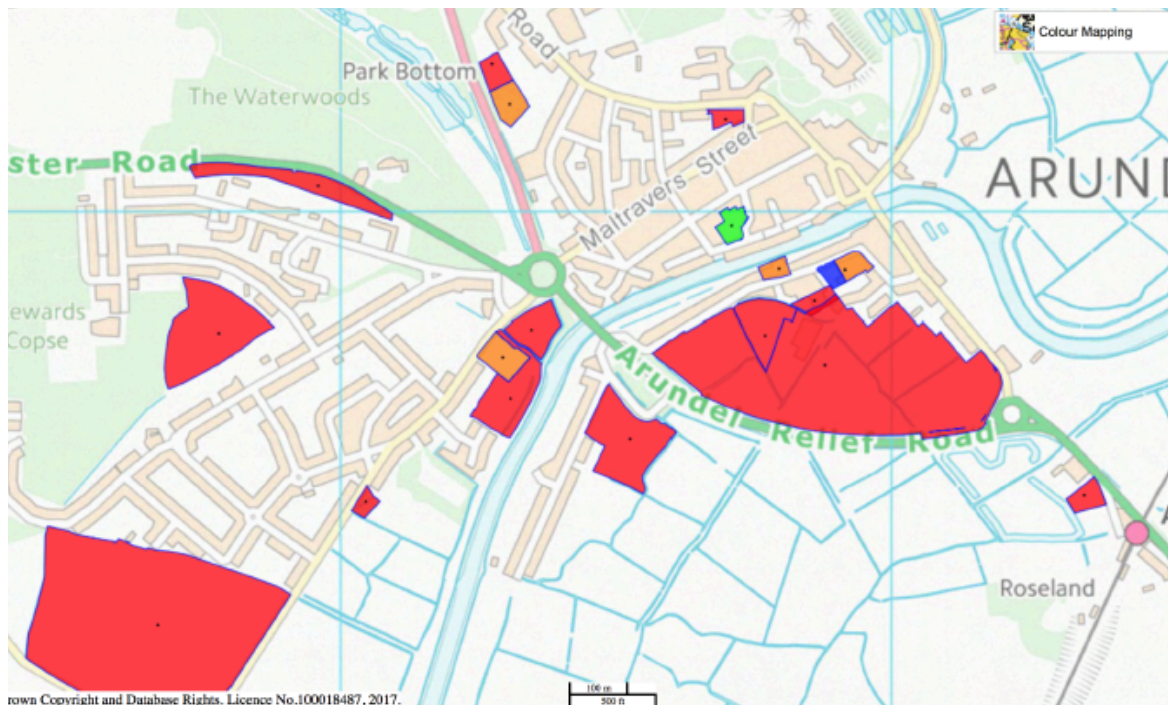 Colour Mapping
Road
Park Bottom
The Waterwoods
ster Road
Maltravers Street
ARUND
ewards
Copse
Arundel Relief Road
A
Roseland
100 m
500 ft
rown Copyright and Database Rights. Licence No.100018487, 2017.